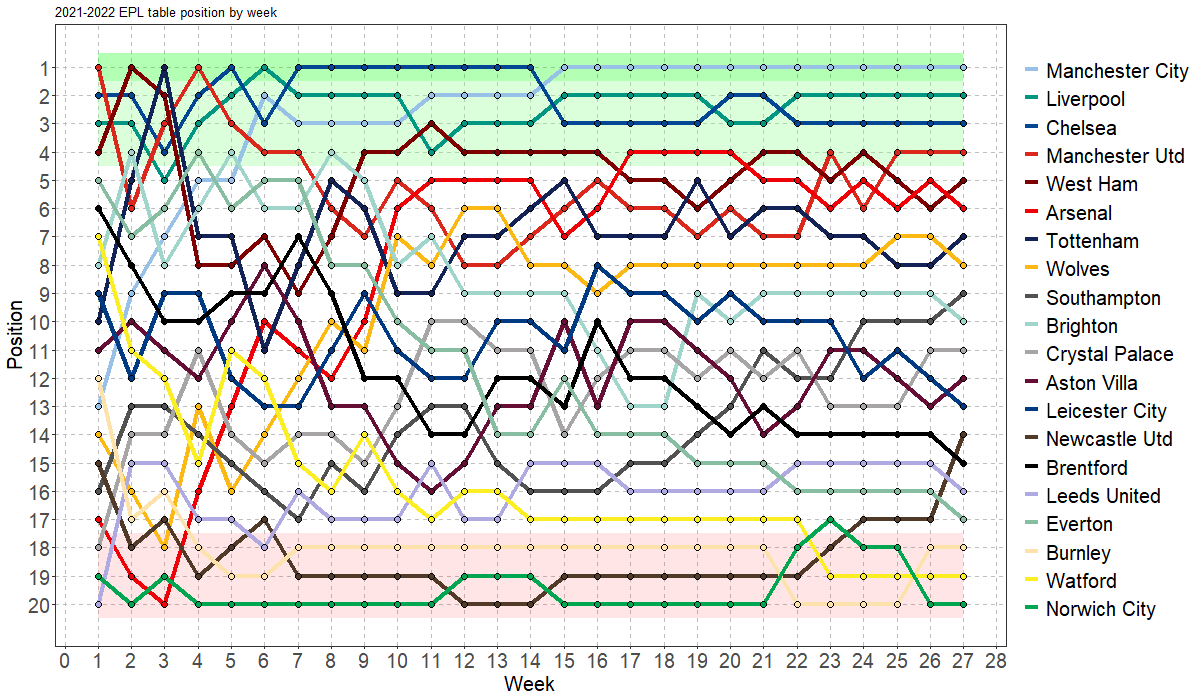 2021-2022 EPL table position by week
1
2
3
4
5
6
7
8
9
10
11
12
13
14
15
16
17
18
19
20
Position
0 1 2 3 4 5 6 7 8 9 10 11 12 13 14 15 16 17 18 19 20 21 22 23 24 25 26 27 28
Week
Manchester City
Liverpool
Chelsea
Manchester Utd
West Ham
Arsenal
Tottenham
Wolves
Southampton
Brighton
Crystal Palace
Aston Villa
Leicester City
Newcastle Utd
Brentford
Leeds United
Everton
Burnley
Watford
Norwich City